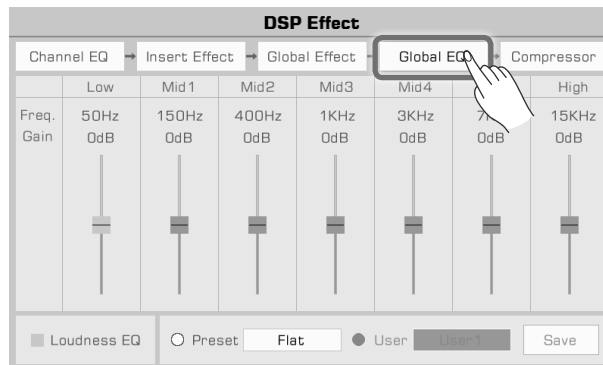 DSP Effect
Channel EQ Insert Effect Global Effect Global EQ Compressor
Low Mid1 Mid2 Mid3 Mid4 High
Freq. 50Hz 150Hz 400Hz 1KHz 3KHz 15KHz
Gain 0dB 0dB 0dB 0dB 0dB 0dB 0dB
Loudness EQ Preset Flat User User1 Save